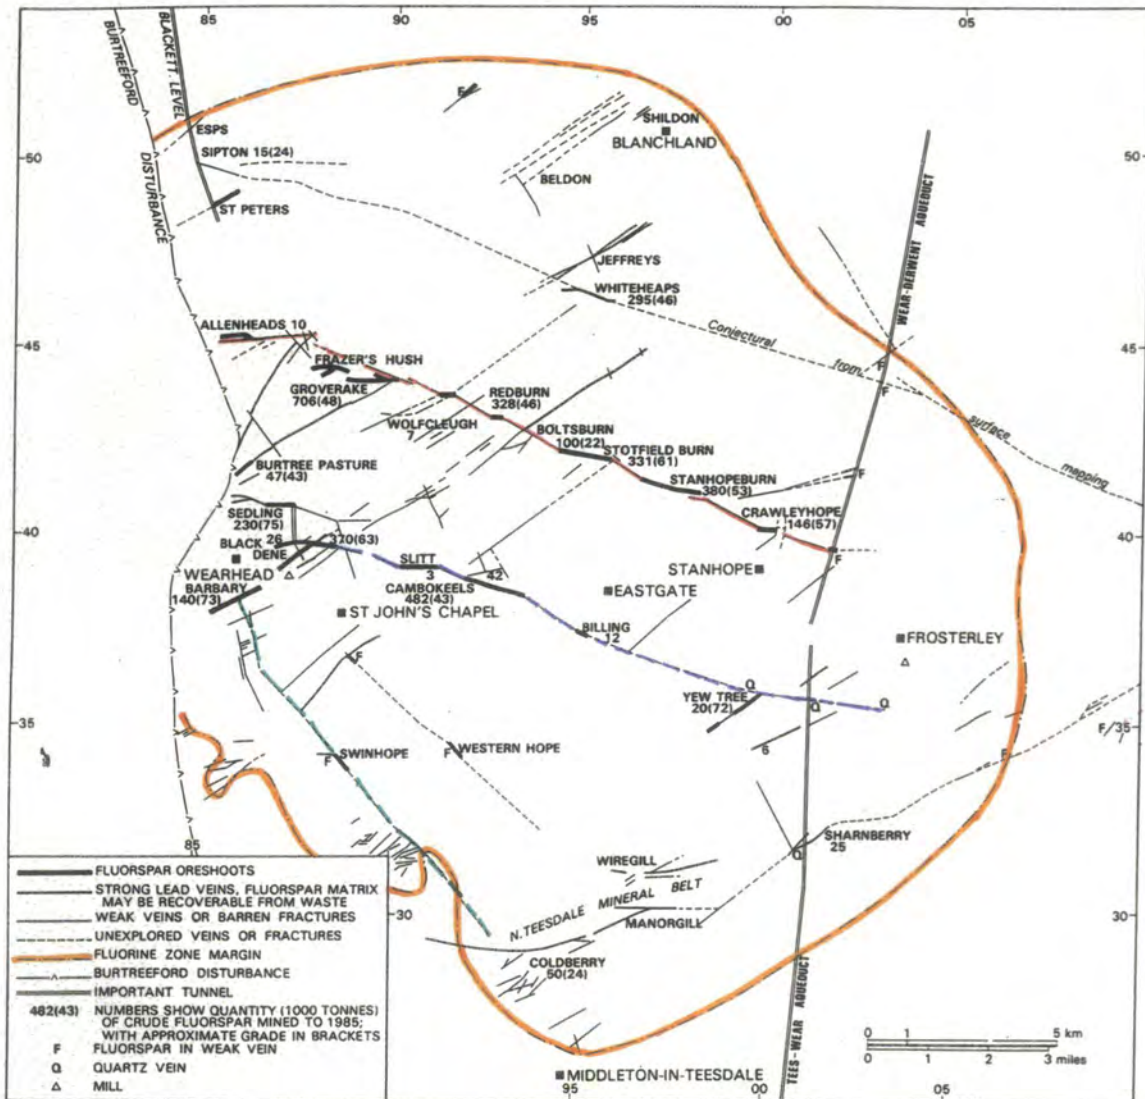 85
90
95
00
05
BLACKETT. LEVEL
BURTREEFORD
DISTURBANCE
50
50
ESPS
SIPTON 15(24)
ST PETERS
F
SHILDON
BLANCHLAND
BELDON
WEAR-DERWENT AQUEDUCT
JEFFREYS
WHITEHEAPS
295(46)
Conjectural
from
surface
mapping
45
45
ALLENHEADS 10
FRAZER'S HUSH
GROVERAKE
706(48)
REDBURN
328(46)
WOLFCLEUGH
7
BOLTSBURN
100(22)
STOTFIELD BURN
331(61)
F
F
BURTREE PASTURE
47(43)
STANHOPEBURN
380(53)
F
CRAWLEYHOPE
146(57)
F
40
40
SEDLING
230(75)
BLACK
DENE
26
370(63)
WEARHEAD
BARBARY
140(73)
SLITT
3
42
CAMBOKEELS
482(43)
STANHOPE
EASTGATE
ST JOHN'S CHAPEL
BILLING
12
FROSTERLEY
F
Q
Q
Q
YEW TREE
20(72)
6
35
35
F
F
SWINHOPE
F
F
WESTERN HOPE
F
SHARNBERRY
25
Q
WIREGILL
N. TEESDALE MINERAL BELT
MANORGILL
COLDBERRY
50(24)
85
30
30
TEES-WEAR AQUEDUCT
FLUORSPAR ORESHOOTS
STRONG LEAD VEINS, FLUORSPAR MATRIX
MAY BE RECOVERABLE FROM WASTE
WEAK VEINS OR BARREN FRACTURES
UNEXPLORED VEINS OR FRACTURES
FLUORINE ZONE MARGIN
BURTREEFORD DISTURBANCE
IMPORTANT TUNNEL
482(43) NUMBERS SHOW QUANTITY (1000 TONNES)
OF CRUDE FLUORSPAR MINED TO 1985;
WITH APPROXIMATE GRADE IN BRACKETS
F FLUORSPAR IN WEAK VEIN
Q QUARTZ VEIN
MILL
0 1 5 km
0 1 2 3 miles
MIDDLETON-IN-TEESDALE
95
00
05